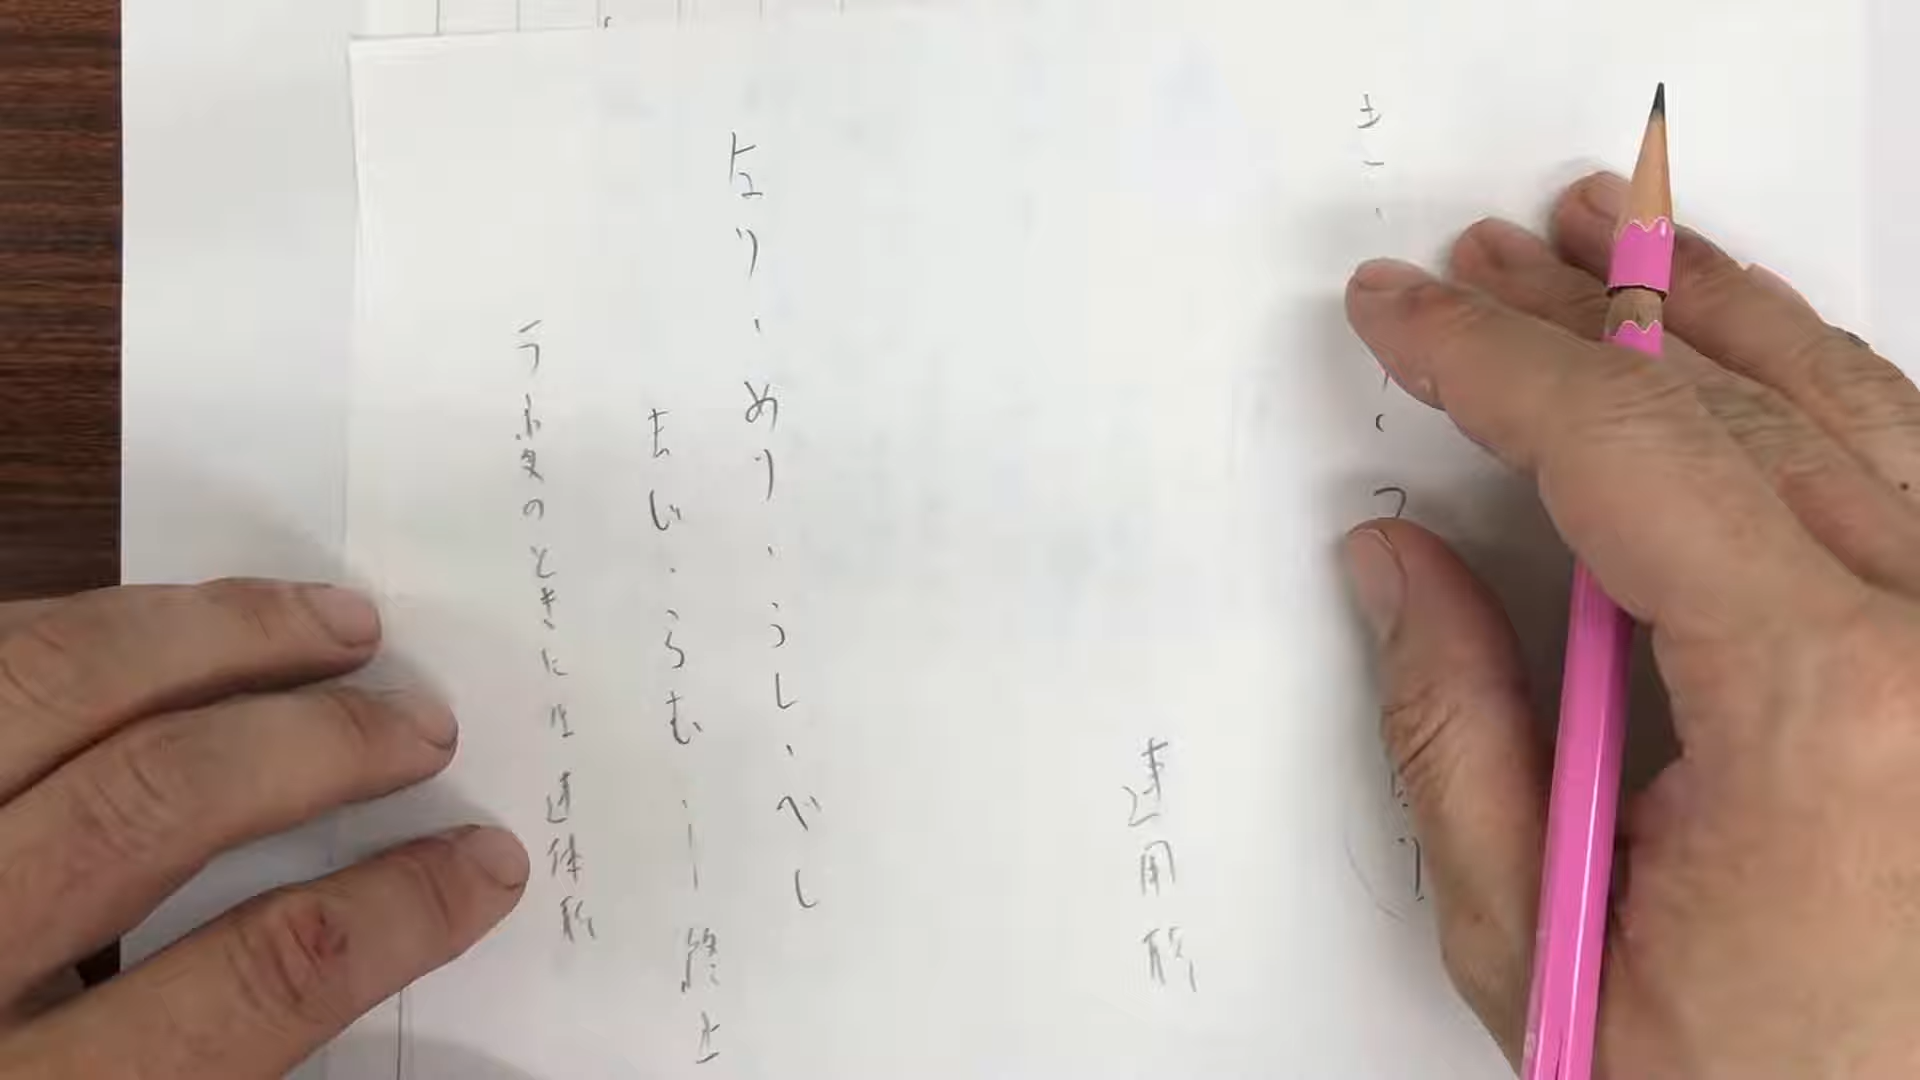 連用形
なり、めり、らし、べし
まじ、らむ―終止
ラ変のときには連体形